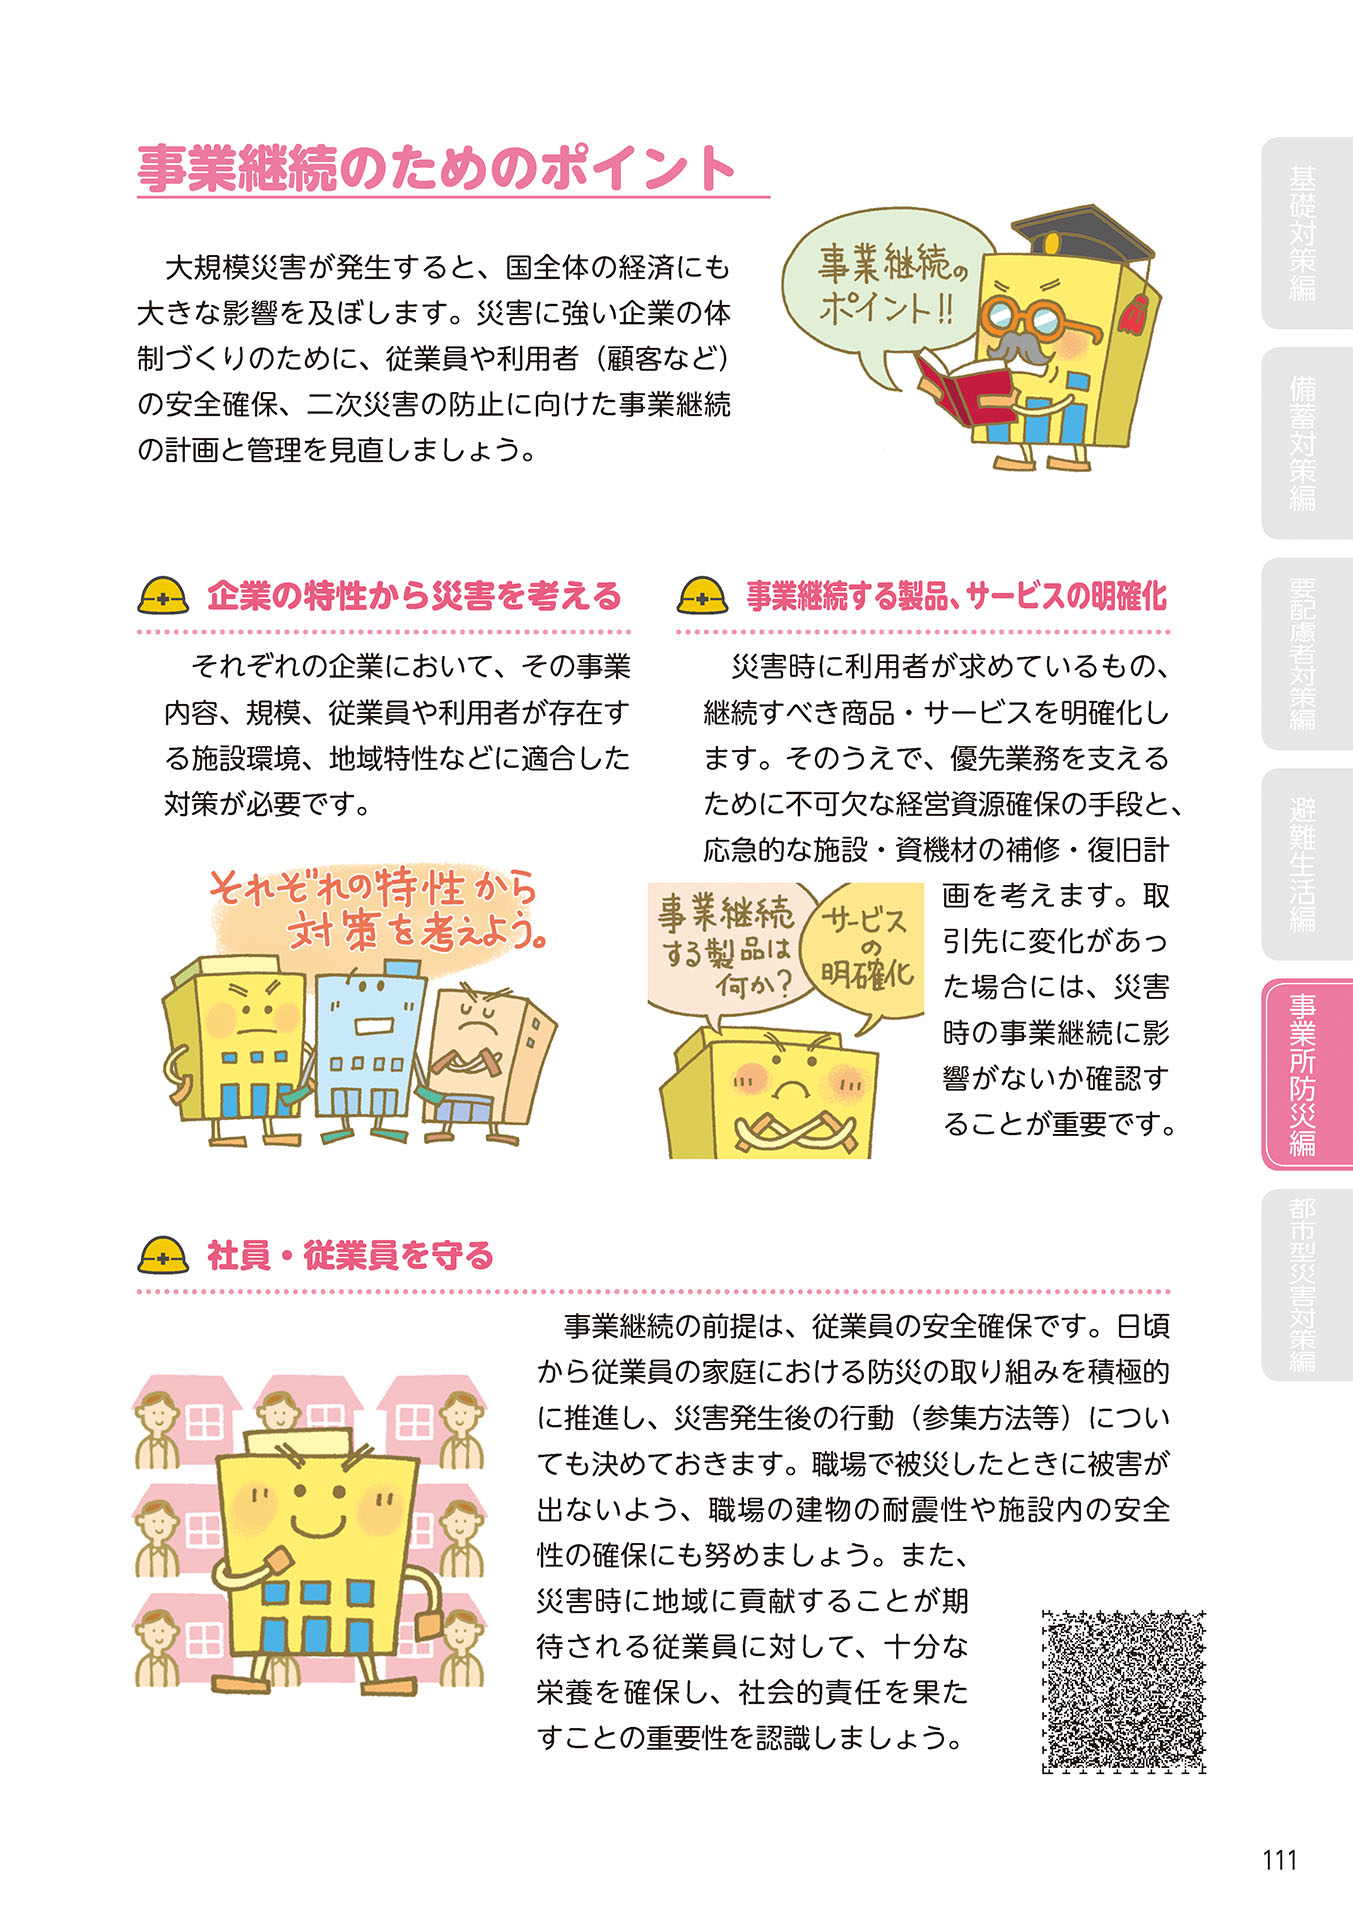 事業継続のためのポイント
　大規模災害が発生すると、国全体の経済にも
大きな影響を及ぼします。災害に強い企業の体
制づくりのために、従業員や利用者（顧客など）
の安全確保、二次災害の防止に向けた事業継続
の計画と管理を見直しましょう。
事業継続の
ポイント!!
企業の特性から災害を考える
　それぞれの企業において、その事業
内容、規模、従業員や利用者が存在す
る施設環境、地域特性などに適合した
対策が必要です。
それぞれの特性から
対策を考えよう。
事業継続する製品、サービスの明確化
　災害時に利用者が求めているもの、
継続すべき商品・サービスを明確化し
ます。そのうえで、優先業務を支える
ために不可欠な経営資源確保の手段と、
応急的な施設・資機材の補修・復旧計
画を考えます。取
引先に変化があっ
た場合には、災害
時の事業継続に影
響がないか確認す
ることが重要です。
事業継続
する製品は
何か？
サービス
の
明確化
社員・従業員を守る
　事業継続の前提は、従業員の安全確保です。日頃
から従業員の家庭における防災の取り組みを積極的
に推進し、災害発生後の行動（参集方法等）につい
ても決めておきます。職場で被災したときに被害が
出ないよう、職場の建物の耐震性や施設内の安全
性の確保にも努めましょう。また、
災害時に地域に貢献することが期
待される従業員に対して、十分な
栄養を確保し、社会的責任を果た
すことの重要性を認識しましょう。
基礎対策編
備蓄対策編
要配慮者対策編
避難生活編
事業所防災編
都市型災害対策編
111